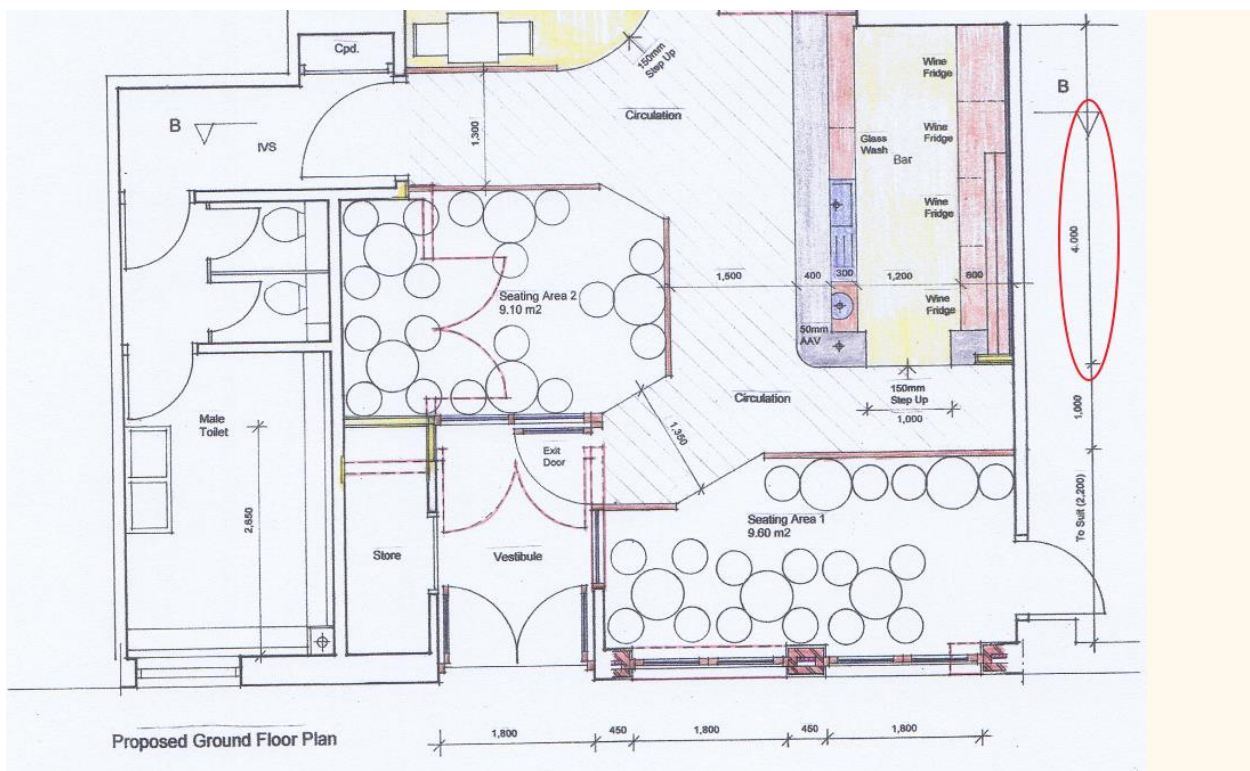 Cpd.
150mm
Step Up
Wine
Fridge
B
B
IVS
1,300
Circulation
Glass
Wash
Bar
Wine
Fridge
Wine
Fridge
4.000
Seating Area 2
9.10 m2
1,500
400
300
1,200
600
Wine
Fridge
50mm
AAV
150mm
Step Up
1,000
1,000
Circulation
1,350
Male
Toilet
Exit
Door
2,650
Seating Area 1
9.60 m2
To Suit (2,200)
Store
Vestibule
Proposed Ground Floor Plan
1,800
450
1,800
450
1,800